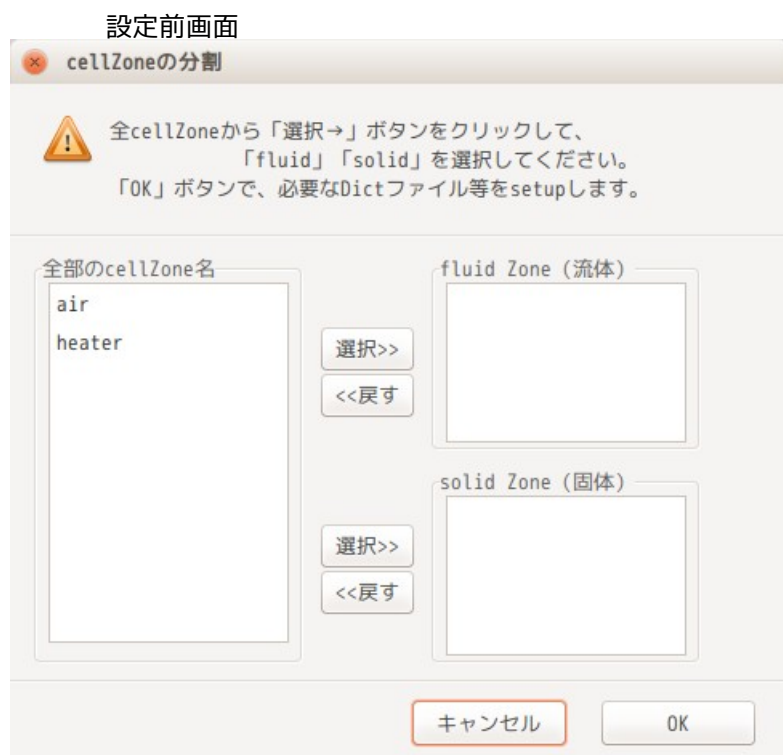 設定前画面
cellZoneの分割
全cellZoneから「選択→」ボタンをクリックして、
「fluid」「solid」を選択してください。
「OK」ボタンで、必要なDictファイル等をsetupします。
全部のcellZone名
air
heater
選択>>
<<戻す
fluid Zone (流体)
選択>>
<<戻す
solid Zone (固体)
キャンセル
OK